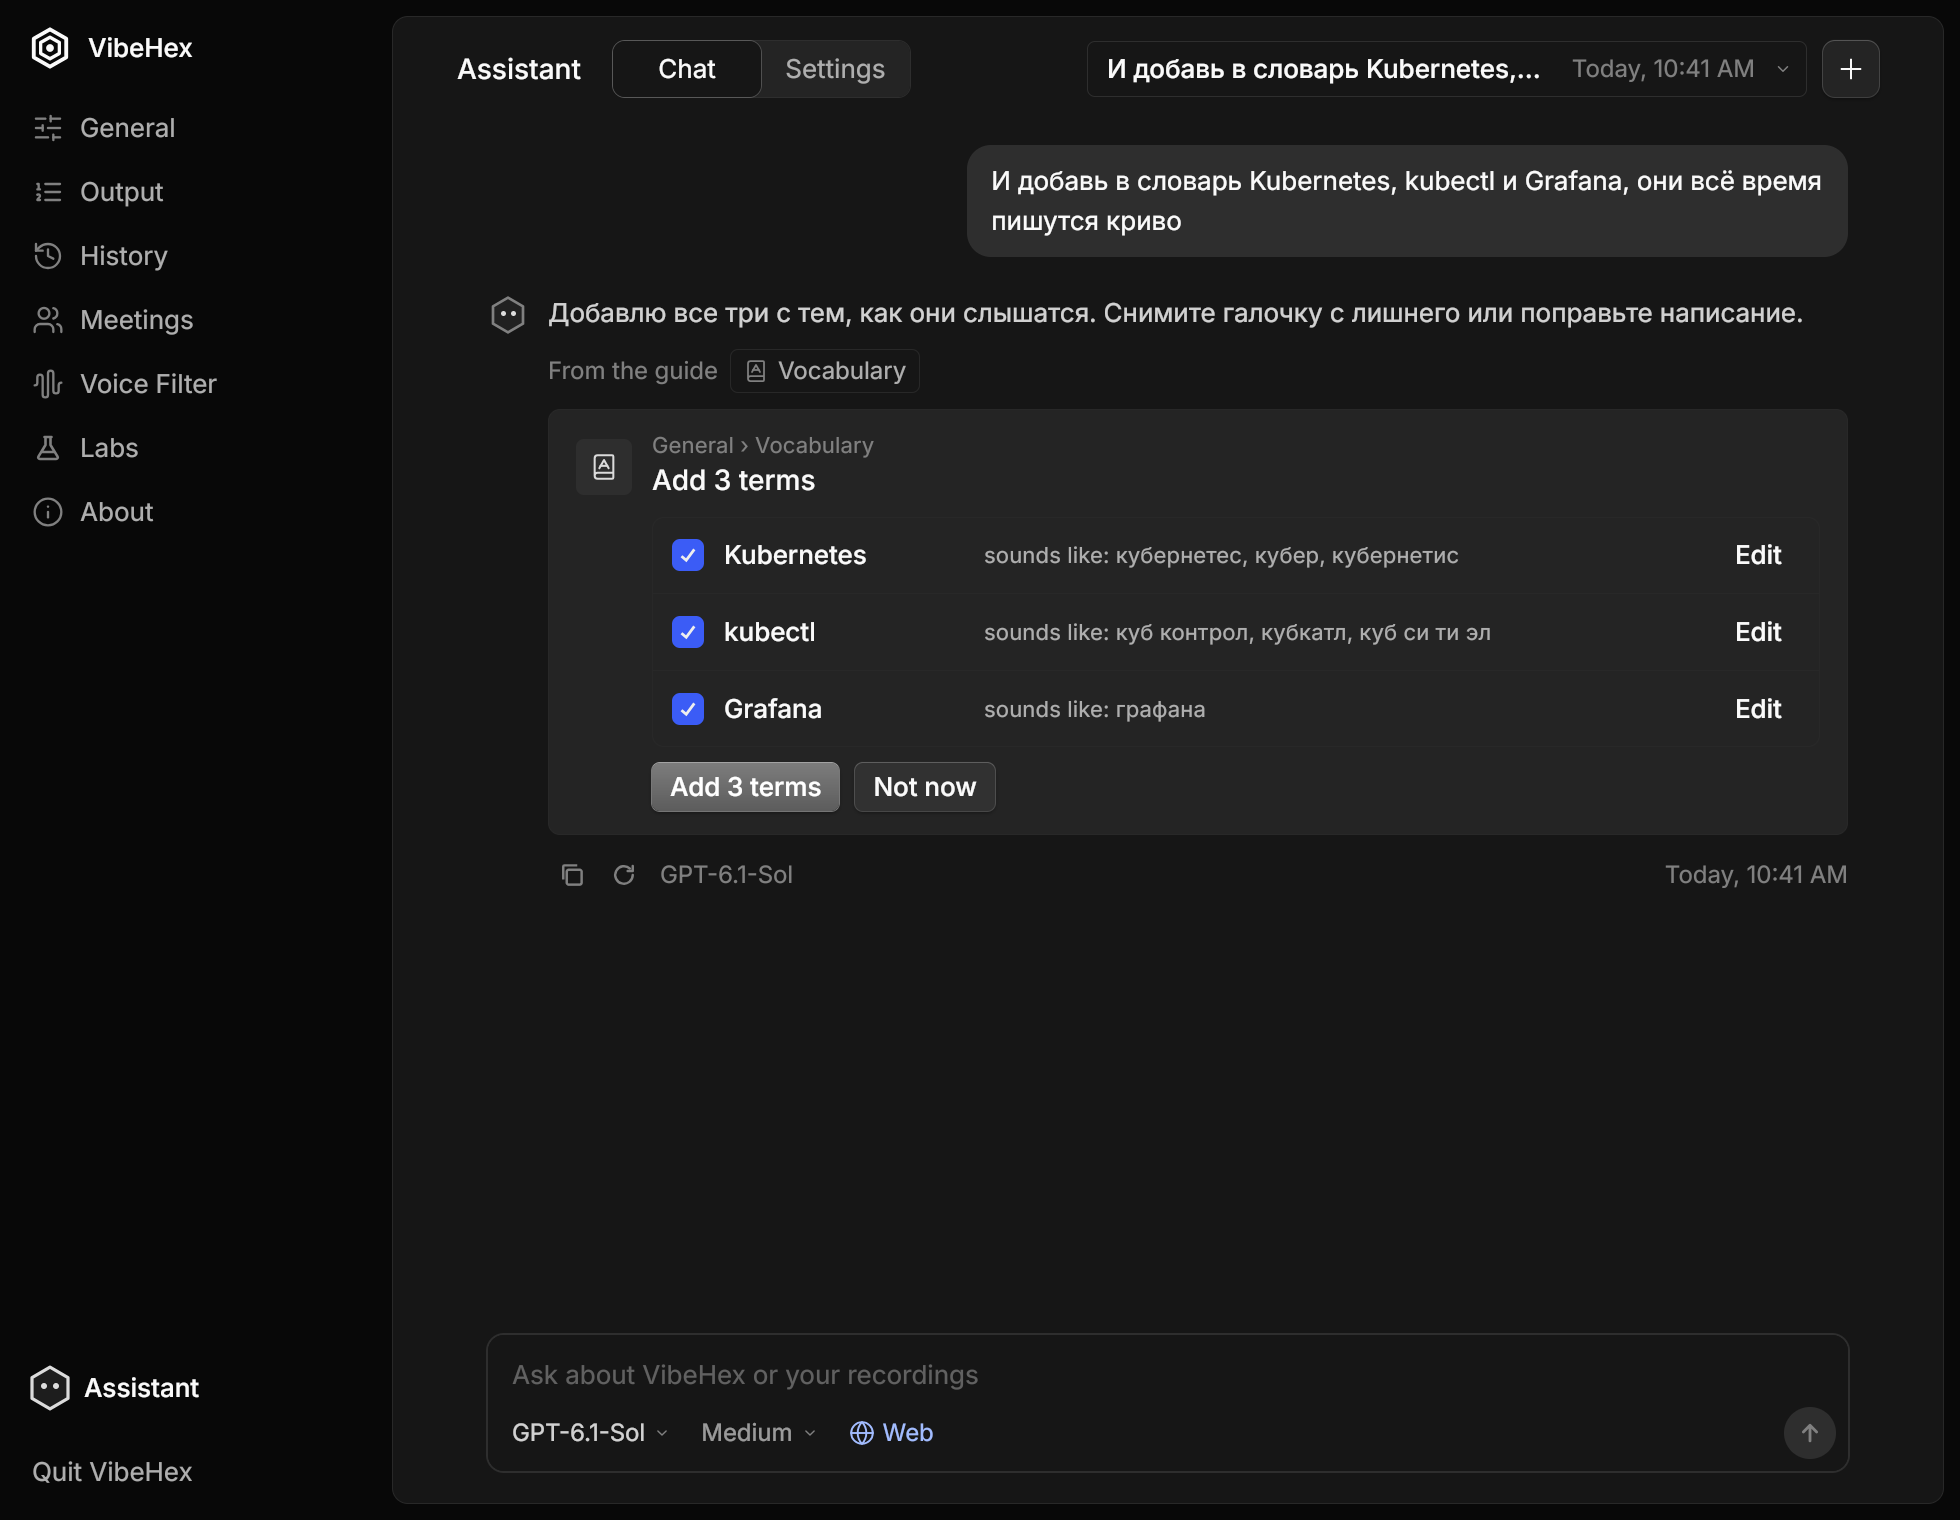 VibeHex
General
Output
History
Meetings
Voice Filter
Labs
About
Assistant
Quit VibeHex
Assistant
Chat
Settings
И добавь в словарь Kubernetes,...
Today, 10:41 AM
И добавь в словарь Kubernetes, kubectl и Grafana, они всё время
пишутся криво
Добавлю все три с тем, как они слышатся. Снимите галочку с лишнего или поправьте написание.
From the guide
Vocabulary
General › Vocabulary
Add 3 terms
Kubernetes sounds like: кубернетес, кубер, кубернетис Edit
kubectl sounds like: куб контрол, кубкатл, куб си ти эл Edit
Grafana sounds like: графана Edit
Add 3 terms
Not now
GPT-6.1-Sol
Today, 10:41 AM
Ask about VibeHex or your recordings
GPT-6.1-Sol
Medium
Web